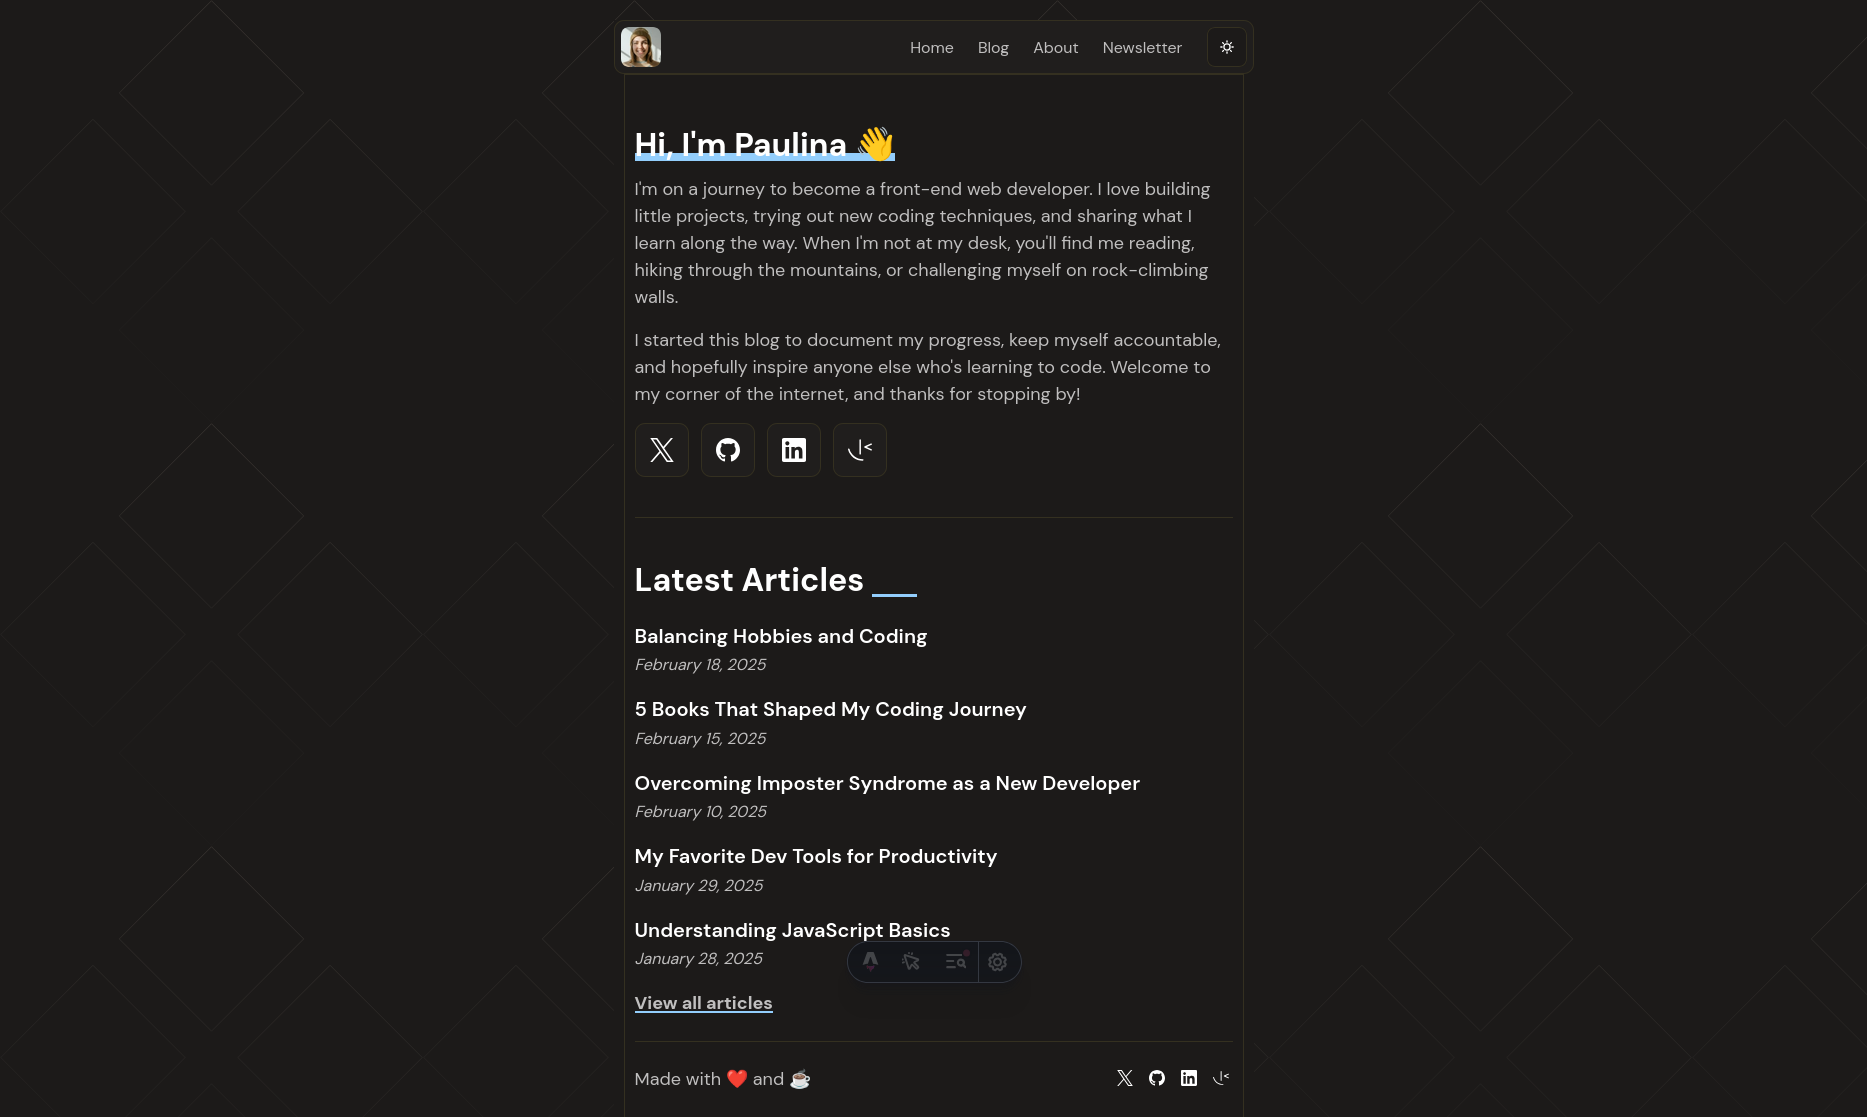 Home Blog About Newsletter
Hi, I'm Paulina 👋
I'm on a journey to become a front-end web developer. I love building
little projects, trying out new coding techniques, and sharing what I
learn along the way. When I'm not at my desk, you'll find me reading,
hiking through the mountains, or challenging myself on rock-climbing
walls.
I started this blog to document my progress, keep myself accountable,
and hopefully inspire anyone else who's learning to code. Welcome to
my corner of the internet, and thanks for stopping by!
Latest Articles
Balancing Hobbies and Coding
February 18, 2025
5 Books That Shaped My Coding Journey
February 15, 2025
Overcoming Imposter Syndrome as a New Developer
February 10, 2025
My Favorite Dev Tools for Productivity
January 29, 2025
Understanding JavaScript Basics
January 28, 2025
View all articles
Made with ❤️ and ☕